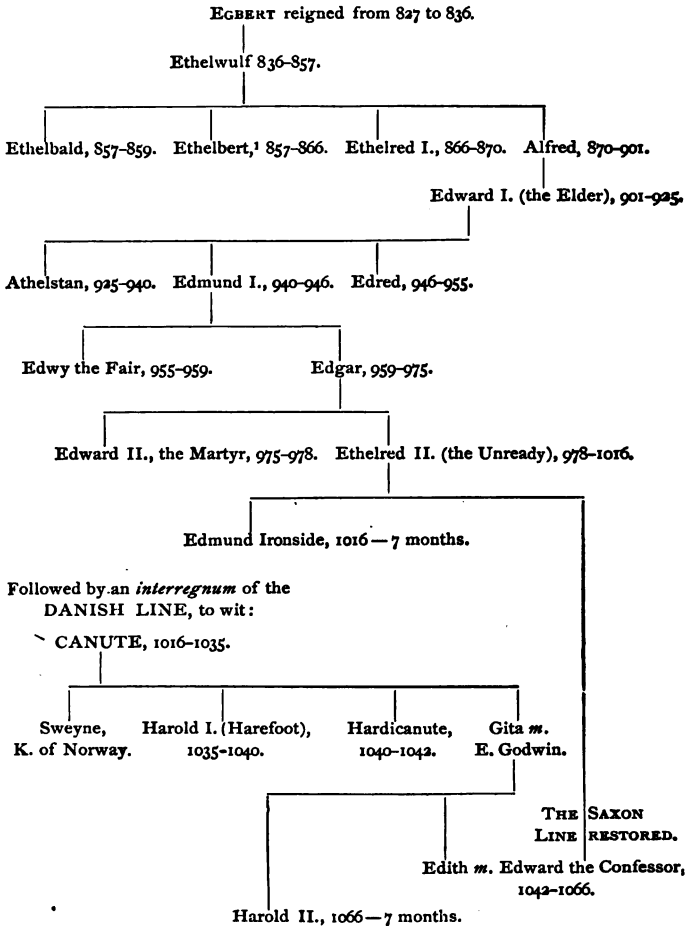 EGBERT reigned from 827 to 836.
Ethelwulf 836–857.
Ethelbald, 857–859. Ethelbert,¹ 857–866. Ethelred I., 866–870. Alfred, 870–901.
Edward I. (the Elder), 901–925.
Athelstan, 925–940. Edmund I., 940–946. Edred, 946–955.
Edwy the Fair, 955–959. Edgar, 959–975.
Edward II., the Martyr, 975–978. Ethelred II. (the Unready), 978–1016.
Edmund Ironside, 1016 — 7 months.
Followed by an interregnum of the
DANISH LINE, to wit:
CANUTE, 1016–1035.
Sweyne, Harold I. (Harefoot), Hardicanute, Gita m.
K. of Norway. 1035–1040. 1040–1042. E. Godwin.
THE SAXON
LINE RESTORED.
Edith m. Edward the Confessor,
1042–1066.
Harold II., 1066 — 7 months.